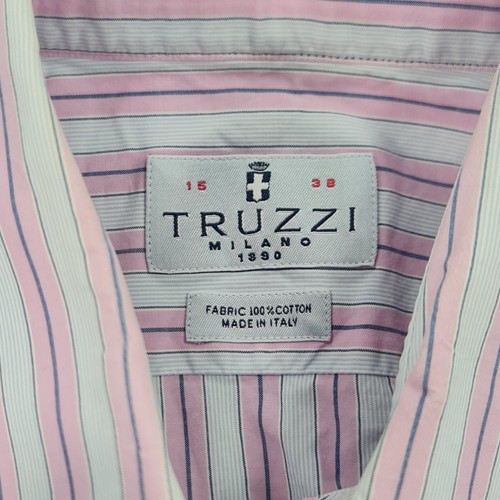 15 38
TRUZZI
MILANO
1890
FABRIC 100% COTTON
MADE IN ITALY